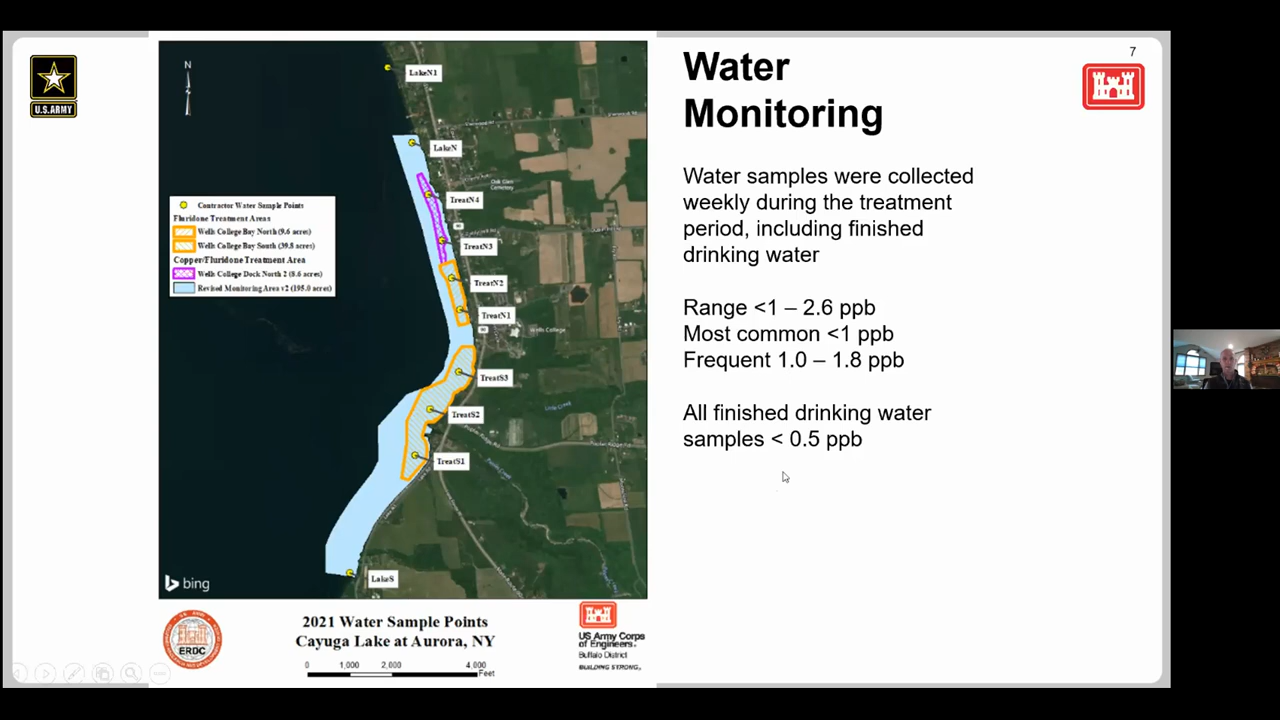 7
Water
Monitoring
U.S.ARMY
Water samples were collected
weekly during the treatment
period, including finished
drinking water
Range <1 – 2.6 ppb
Most common <1 ppb
Frequent 1.0 – 1.8 ppb
All finished drinking water
samples < 0.5 ppb
N
LakeN1
LakeN
TreatN4
TreatN3
TreatN2
TreatN1
Wells College
TreatS3
TreatS2
TreatS1
LakeS
Oak Glen
Cemetery
Contractor Water Sample Points
Fluridone Treatment Areas
Wells College Bay North (9.6 acres)
Wells College Bay South (39.8 acres)
Copper/Fluridone Treatment Area
Wells College Dock North 2 (8.6 acres)
Revised Monitoring Area v2 (195.0 acres)
bing
ERDC
2021 Water Sample Points
Cayuga Lake at Aurora, NY
0 1,000 2,000 4,000
Feet
US Army Corps
of Engineers
Buffalo District
BUILDING STRONG